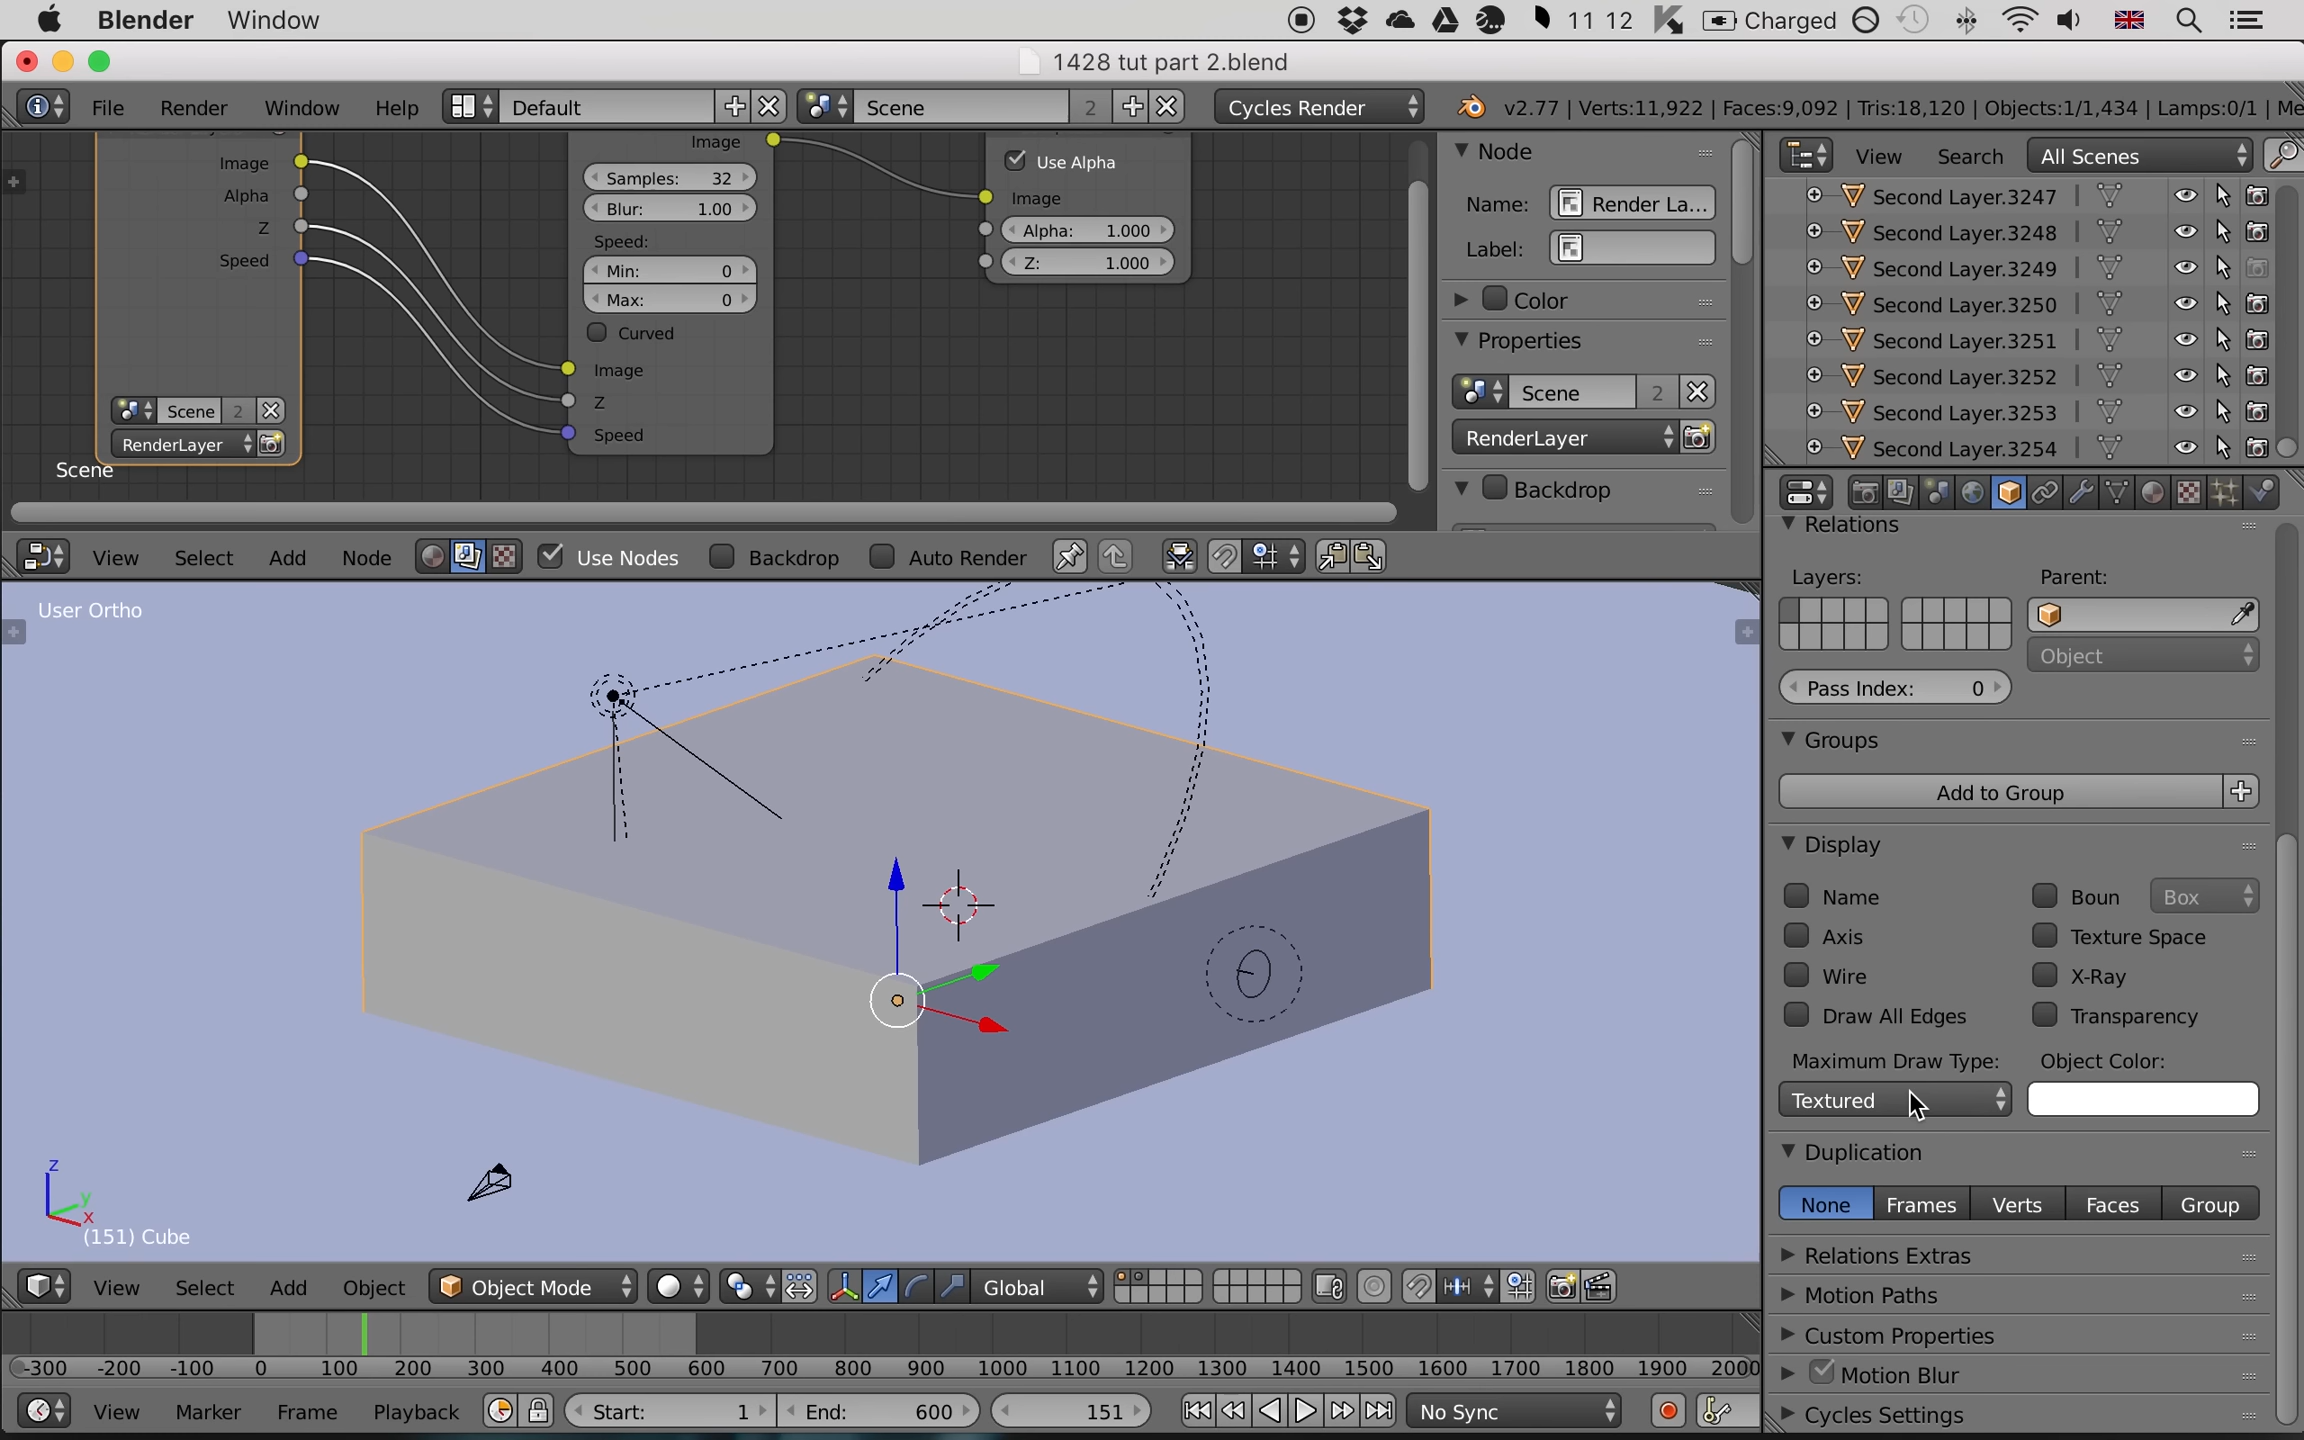 Blender Window 11 12 Charged
1428 tut part 2.blend
File Render Window Help Default Scene 2 Cycles Render v2.77 | Verts:11,922 | Faces:9,092 | Tris:18,120 | Objects:1/1,434 | Lamps:0/1 | Me
Image
Alpha
Z
Speed
Scene 2
RenderLayer
Scene
Image
Samples: 32
Blur: 1.00
Speed:
Min: 0
Max: 0
Curved
Image
Z
Speed
Use Alpha
Image
Alpha: 1.000
Z: 1.000
Node
Name: Render La...
Label:
Color
Properties
Scene 2
RenderLayer
Backdrop
View Search All Scenes
Second Layer.3247
Second Layer.3248
Second Layer.3249
Second Layer.3250
Second Layer.3251
Second Layer.3252
Second Layer.3253
Second Layer.3254
View Select Add Node Use Nodes Backdrop Auto Render
User Ortho
z
y
x
(151) Cube
Relations
Layers: Parent:
Object
Pass Index: 0
Groups
Add to Group
Display
Name Boun Box
Axis Texture Space
Wire X-Ray
Draw All Edges Transparency
Maximum Draw Type: Object Color:
Textured
Duplication
None Frames Verts Faces Group
Relations Extras
Motion Paths
Custom Properties
Motion Blur
Cycles Settings
View Select Add Object Object Mode Global
-300 -200 -100 0 100 200 300 400 500 600 700 800 900 1000 1100 1200 1300 1400 1500 1600 1700 1800 1900 2000
View Marker Frame Playback Start: 1 End: 600 151 No Sync